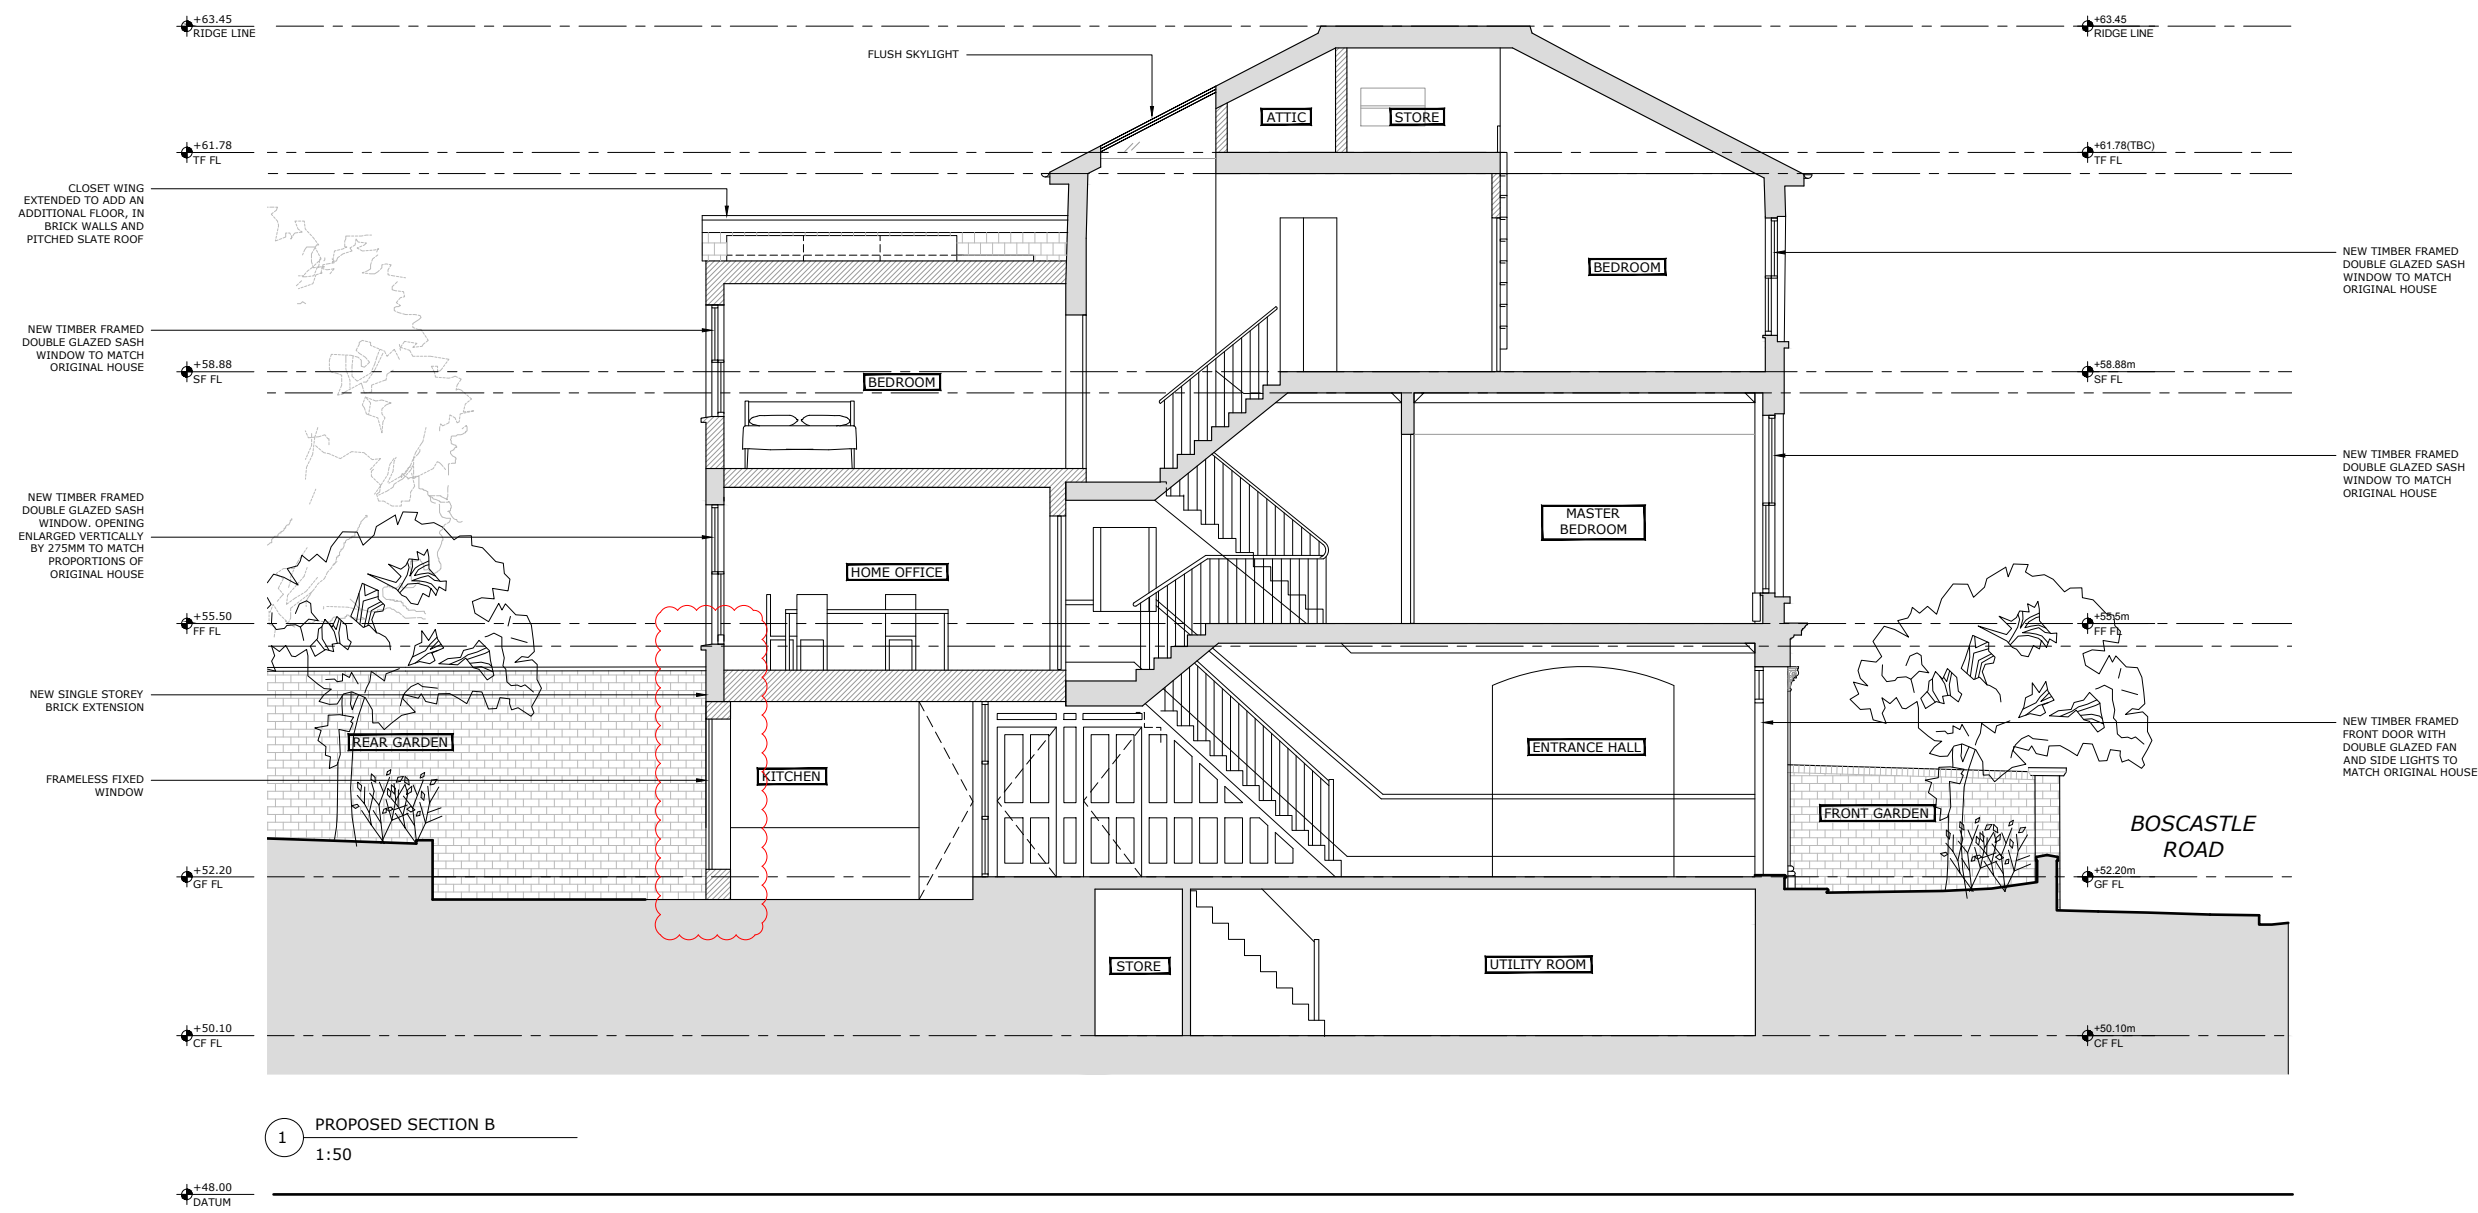 +63.45
RIDGE LINE
+63.45
RIDGE LINE
FLUSH SKYLIGHT
ATTIC
STORE
+61.78
TF FL
+61.78(TBC)
TF FL
CLOSET WING
EXTENDED TO ADD AN
ADDITIONAL FLOOR, IN
BRICK WALLS AND
PITCHED SLATE ROOF
BEDROOM
NEW TIMBER FRAMED
DOUBLE GLAZED SASH
WINDOW TO MATCH
ORIGINAL HOUSE
NEW TIMBER FRAMED
DOUBLE GLAZED SASH
WINDOW TO MATCH
ORIGINAL HOUSE
+58.88
SF FL
BEDROOM
+58.88m
SF FL
NEW TIMBER FRAMED
DOUBLE GLAZED SASH
WINDOW TO MATCH
ORIGINAL HOUSE
NEW TIMBER FRAMED
DOUBLE GLAZED SASH
WINDOW. OPENING
ENLARGED VERTICALLY
BY 275MM TO MATCH
PROPORTIONS OF
ORIGINAL HOUSE
MASTER
BEDROOM
HOME OFFICE
+55.50
FF FL
+55.5m
FF FL
NEW SINGLE STOREY
BRICK EXTENSION
REAR GARDEN
KITCHEN
ENTRANCE HALL
NEW TIMBER FRAMED
FRONT DOOR WITH
DOUBLE GLAZED FAN
AND SIDE LIGHTS TO
MATCH ORIGINAL HOUSE
FRAMELESS FIXED
WINDOW
FRONT GARDEN
BOSCASTLE
ROAD
+52.20
GF FL
+52.20m
GF FL
STORE
UTILITY ROOM
+50.10
CF FL
+50.10m
CF FL
1
PROPOSED SECTION B
1:50
+48.00
DATUM